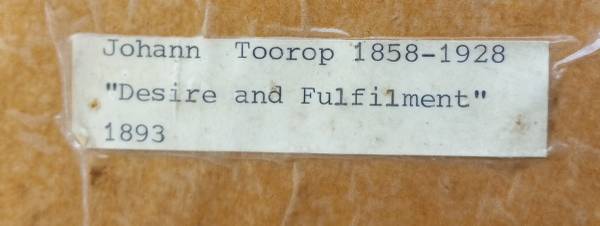 Johann Toorop 1858-1928
"Desire and Fulfilment"
1893